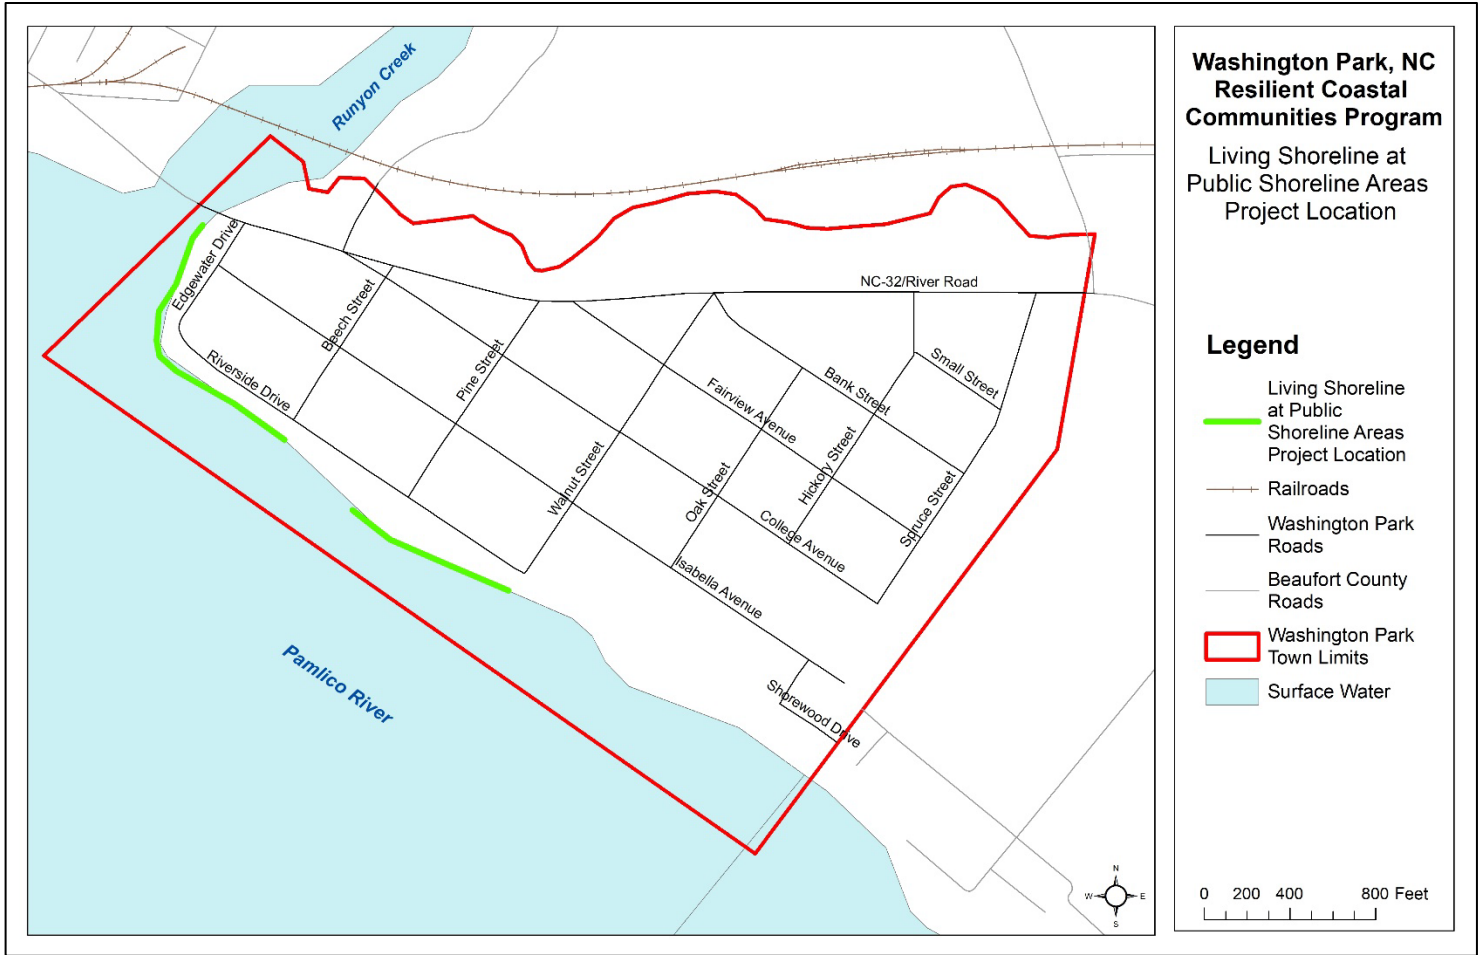 Washington Park, NC
Resilient Coastal
Communities Program
Living Shoreline at
Public Shoreline Areas
Project Location
Runyon Creek
Edgewater Drive
NC-32/River Road
Beech Street
Riverside Drive
Pine Street
Small Street
Bank Street
Fairview Avenue
Hickory Street
Walnut Street
Oak Street
Spruce Street
College Avenue
Isabella Avenue
Pamlico River
Shorewood Drive
N
W
E
S
Legend
Living Shoreline
at Public
Shoreline Areas
Project Location
Railroads
Washington Park
Roads
Beaufort County
Roads
Washington Park
Town Limits
Surface Water
0 200 400 800 Feet